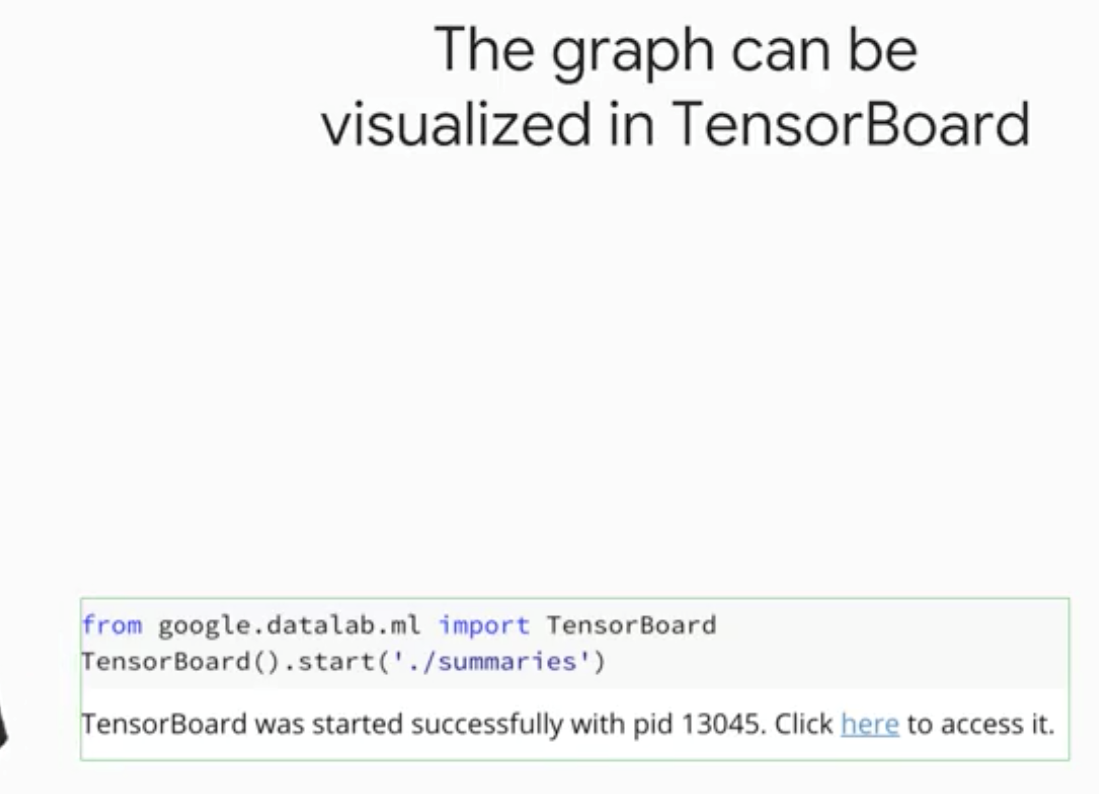 The graph can be
visualized in TensorBoard
from google.datalab.ml import TensorBoard
TensorBoard().start('./summaries')
TensorBoard was started successfully with pid 13045. Click here to access it.